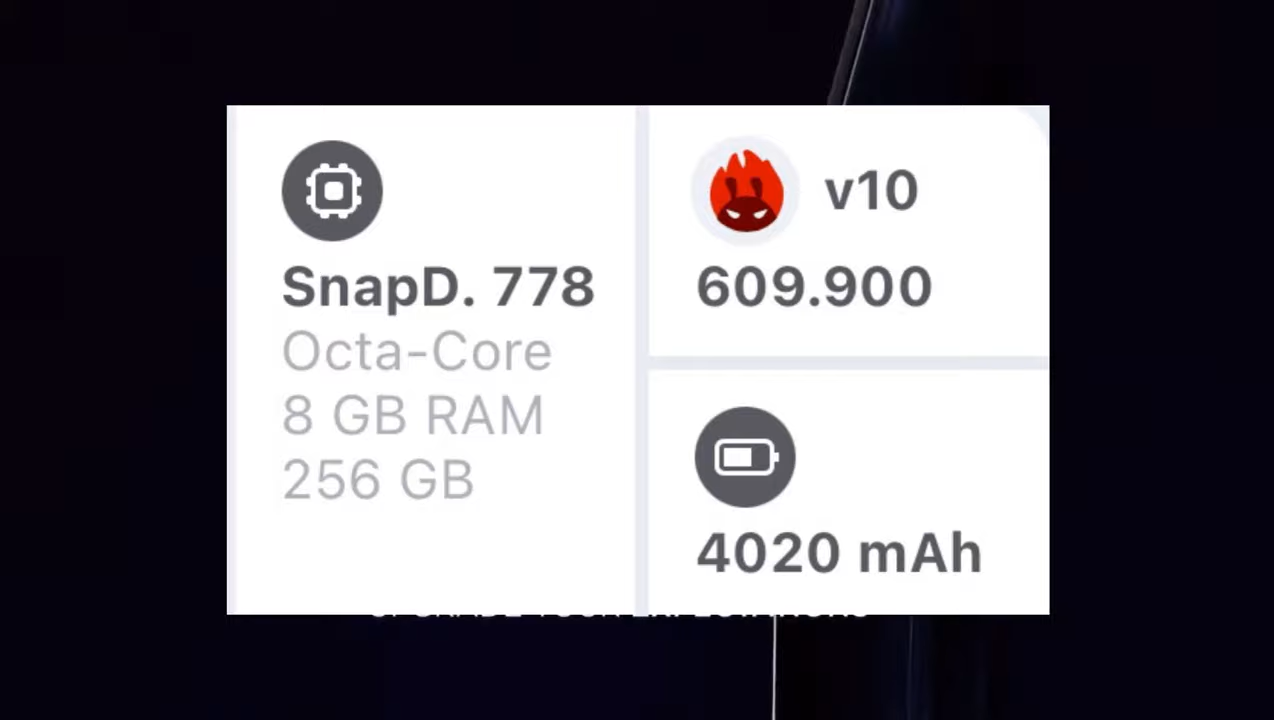 SnapD. 778
Octa-Core
8 GB RAM
256 GB
v10
609.900
4020 mAh